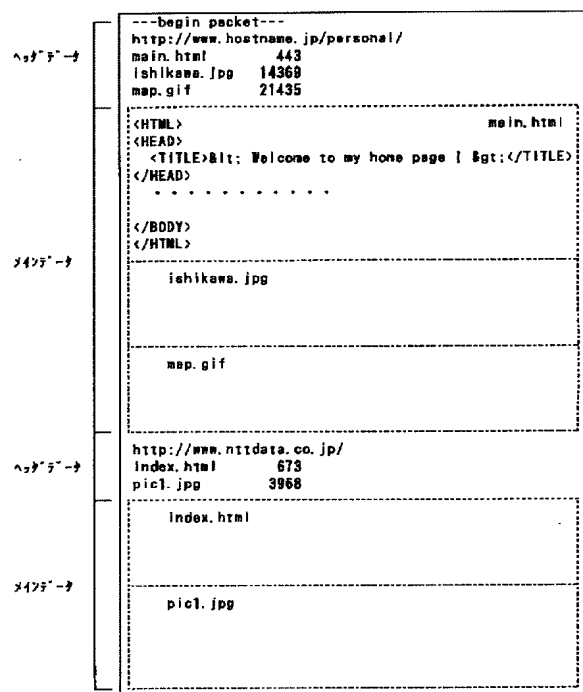 ---begin packet---
http://www.hostname.jp/personal/
main.html 443
ishikawa.jpg 14369
map.gif 21435
ヘッダデータ
<HTML> main.html
<HEAD>
<TITLE>&lt; Welcome to my home page ! &gt;</TITLE>
</HEAD>
. . . . . . . . . . .
</BODY>
</HTML>
メインデータ
ishikawa.jpg
map.gif
http://www.nttdata.co.jp/
index.html 673
pic1.jpg 3968
ヘッダデータ
index.html
メインデータ
pic1.jpg